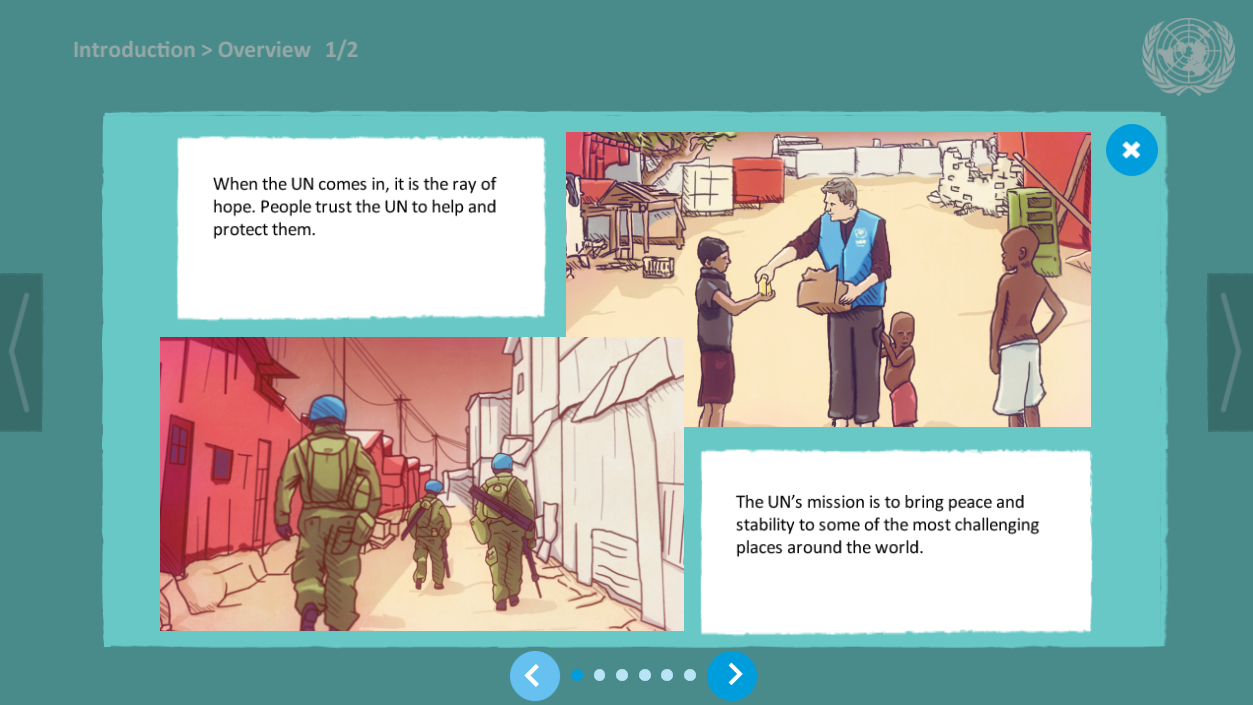 Introduction > Overview 1/2
When the UN comes in, it is the ray of
hope. People trust the UN to help and
protect them.
The UN’s mission is to bring peace and
stability to some of the most challenging
places around the world.